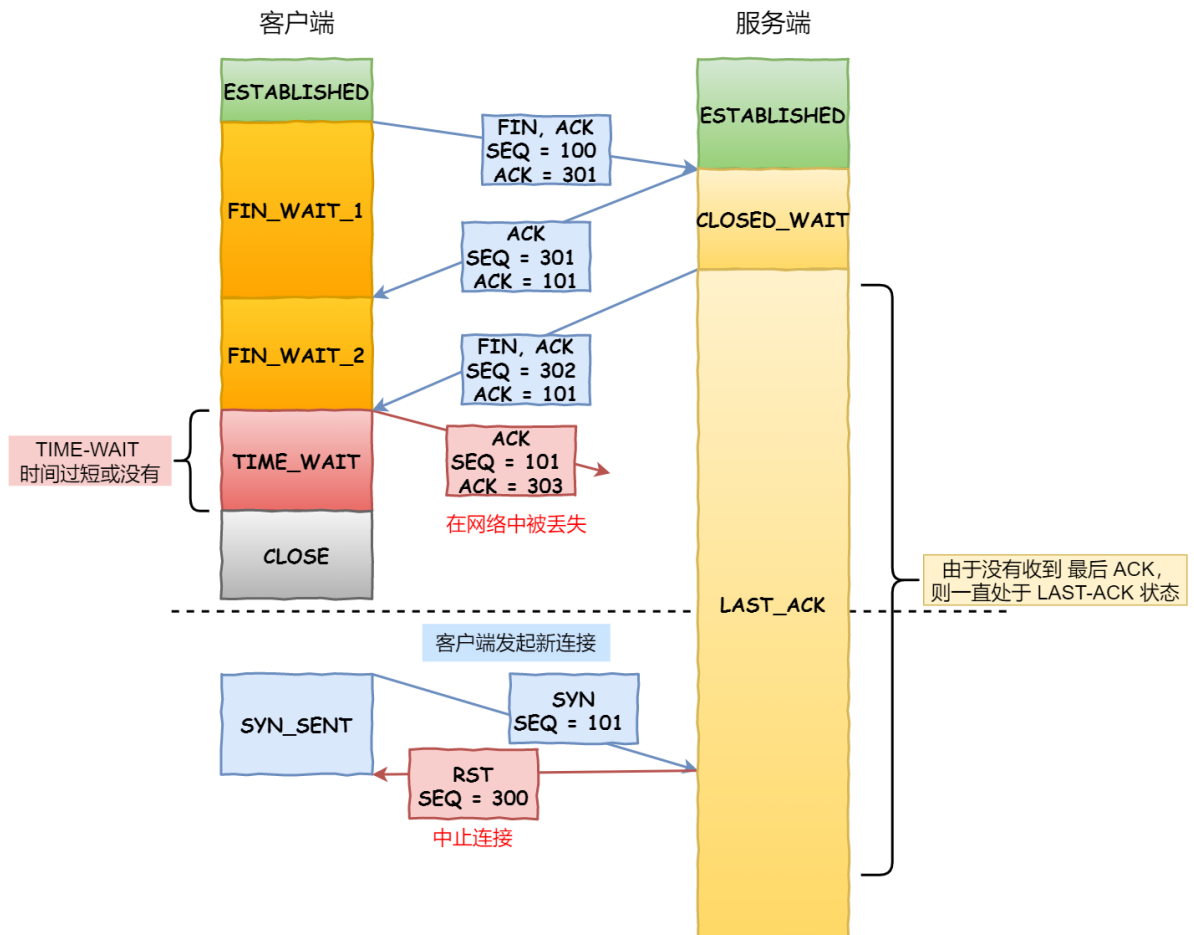 客户端
服务端
ESTABLISHED
ESTABLISHED
FIN, ACK
SEQ = 100
ACK = 301
FIN_WAIT_1
CLOSED_WAIT
ACK
SEQ = 301
ACK = 101
FIN_WAIT_2
FIN, ACK
SEQ = 302
ACK = 101
TIME-WAIT
时间过短或没有
TIME_WAIT
ACK
SEQ = 101
ACK = 303
在网络中被丢失
CLOSE
LAST_ACK
由于没有收到 最后 ACK，
则一直处于 LAST-ACK 状态
客户端发起新连接
SYN_SENT
SYN
SEQ = 101
RST
SEQ = 300
中止连接